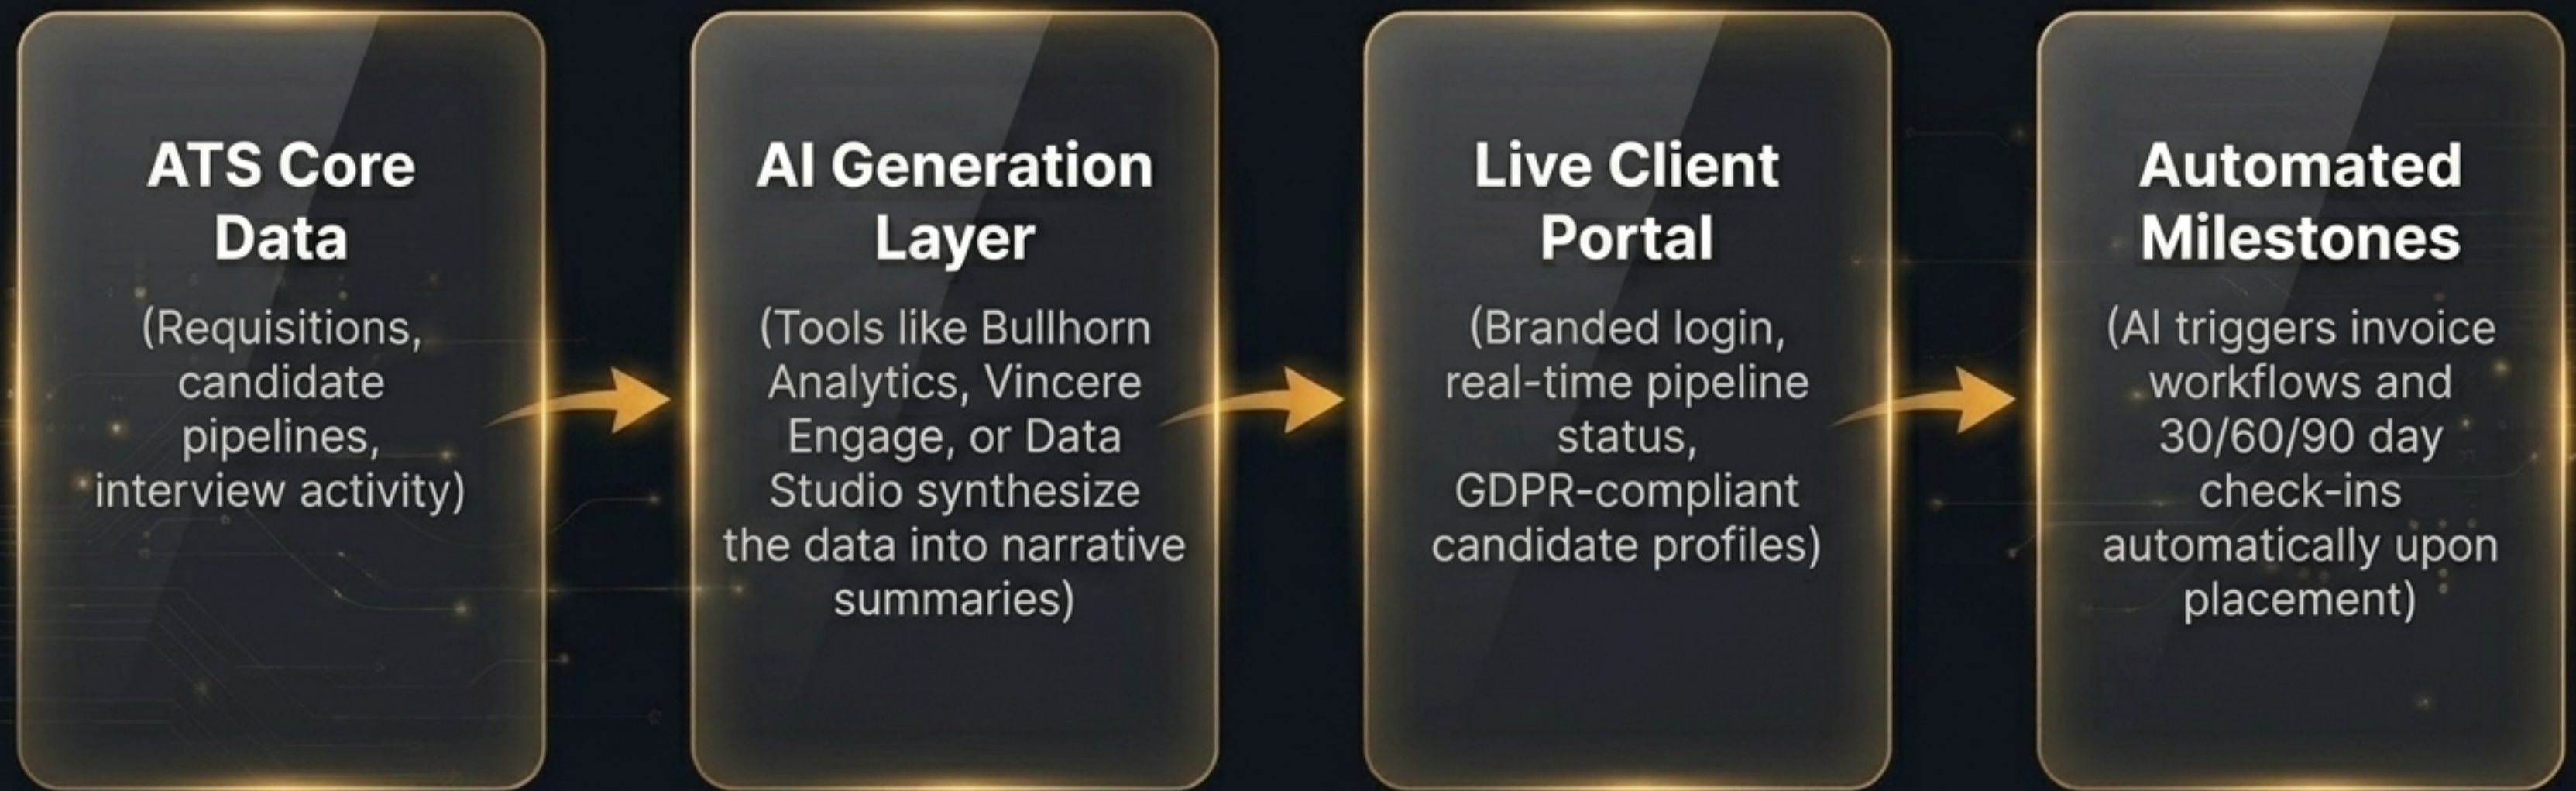 ATS Core
Data
(Requisitions,
candidate
pipelines,
interview activity)
AI Generation
Layer
(Tools like Bullhorn
Analytics, Vincere
Engage, or Data
Studio synthesize
the data into narrative
summaries)
Live Client
Portal
(Branded login,
real-time pipeline
status,
GDPR-compliant
candidate profiles)
Automated
Milestones
(AI triggers invoice
workflows and
30/60/90 day
check-ins
automatically upon
placement)